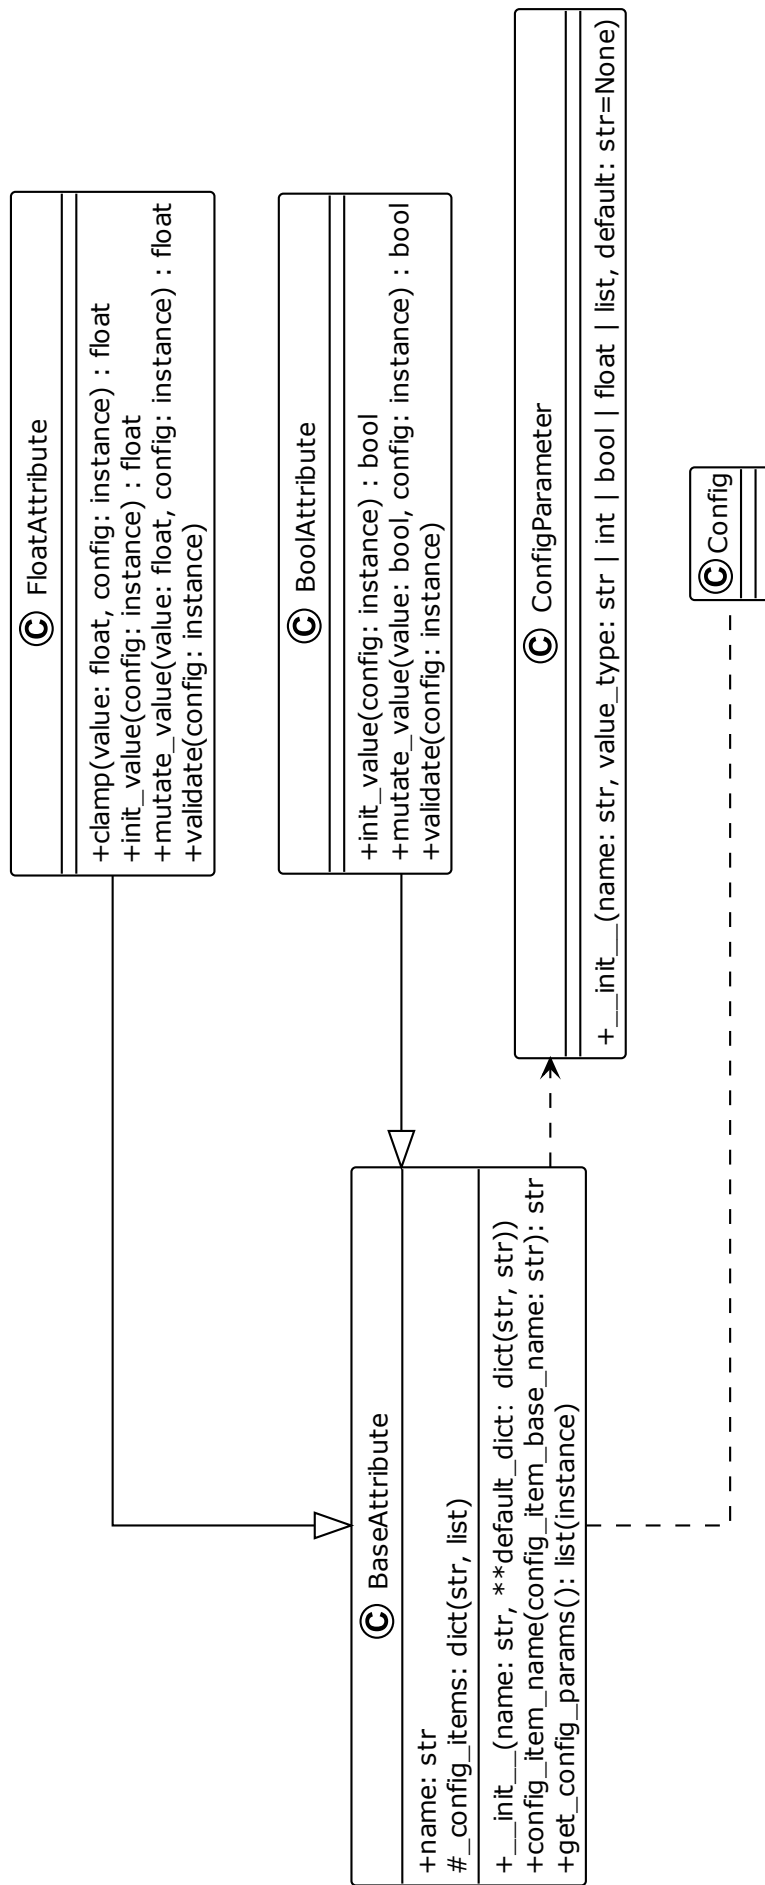 C FloatAttribute
+clamp(value: float, config: instance) : float
+init_value(config: instance) : float
+mutate_value(value: float, config: instance) : float
+validate(config: instance)
C BoolAttribute
+init_value(config: instance) : bool
+mutate_value(value: bool, config: instance) : bool
+validate(config: instance)
C BaseAttribute
+name: str
#_config_items: dict(str, list)
+__init__(name: str, **default_dict: dict(str, str))
+config_item_name(config_item_base_name: str): str
+get_config_params(): list(instance)
C ConfigParameter
+__init__(name: str, value_type: str | int | bool | float | list, default: str=None)
C Config